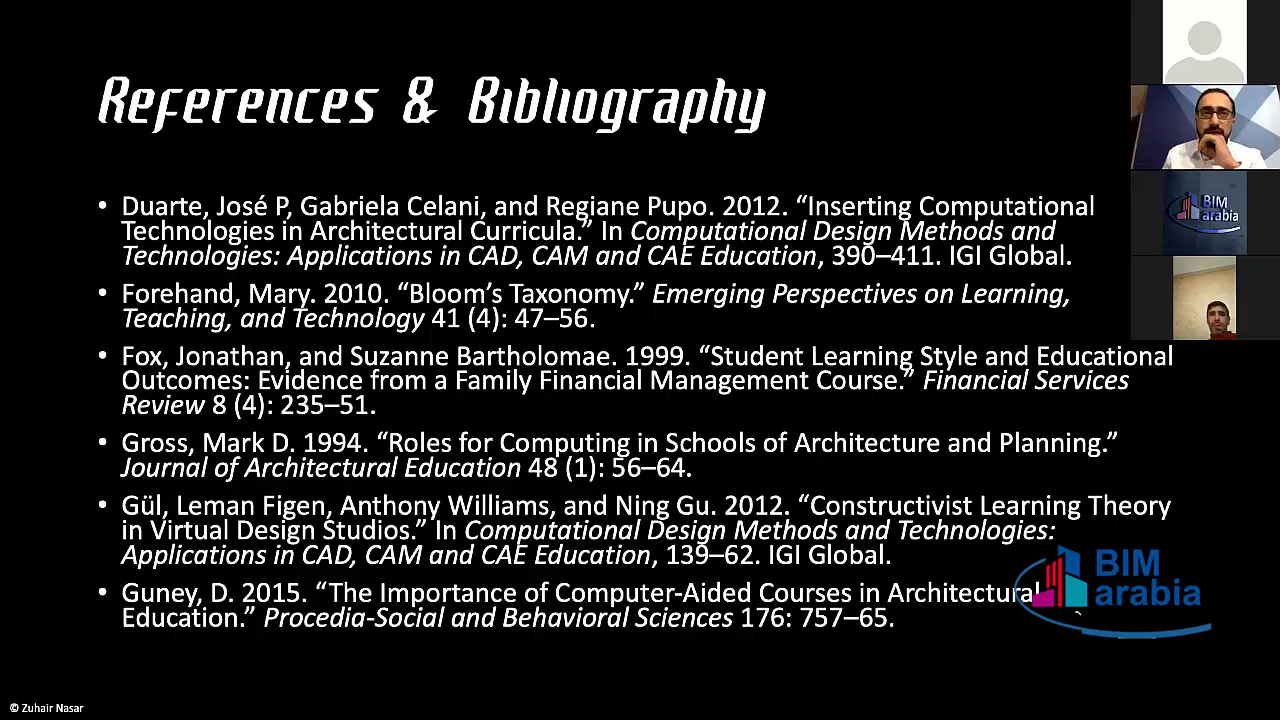 References & Bibliography
• Duarte, José P, Gabriela Celani, and Regiane Pupo. 2012. “Inserting Computational
Technologies in Architectural Curricula.” In Computational Design Methods and
Technologies: Applications in CAD, CAM and CAE Education, 390–411. IGI Global.
• Forehand, Mary. 2010. “Bloom’s Taxonomy.” Emerging Perspectives on Learning,
Teaching, and Technology 41 (4): 47–56.
• Fox, Jonathan, and Suzanne Bartholomae. 1999. “Student Learning Style and Educational
Outcomes: Evidence from a Family Financial Management Course.” Financial Services
Review 8 (4): 235–51.
• Gross, Mark D. 1994. “Roles for Computing in Schools of Architecture and Planning.”
Journal of Architectural Education 48 (1): 56–64.
• Gül, Leman Figen, Anthony Williams, and Ning Gu. 2012. “Constructivist Learning Theory
in Virtual Design Studios.” In Computational Design Methods and Technologies:
Applications in CAD, CAM and CAE Education, 139–62. IGI Global.
• Guney, D. 2015. “The Importance of Computer-Aided Courses in Architectural
Education.” Procedia-Social and Behavioral Sciences 176: 757–65.
BIM
arabia
BIM
arabia
© Zuhair Nasar